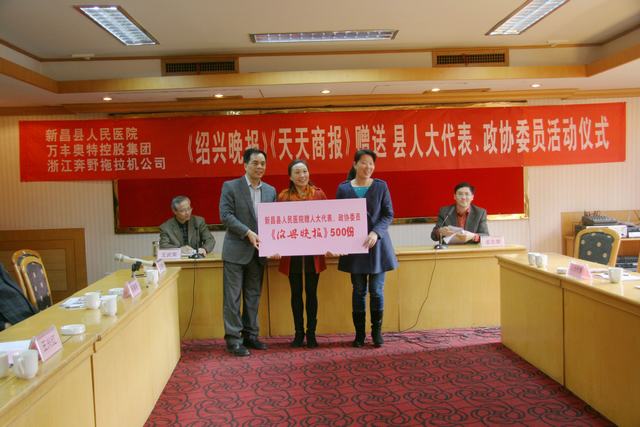 新昌县人民医院
万丰奥特控股集团
浙江奔野拖拉机公司
《绍兴晚报》《天天商报》赠送 县人大代表、政协委员活动仪式
新昌县人民医院赠人大代表、政协委员
《绍兴晚报》500份